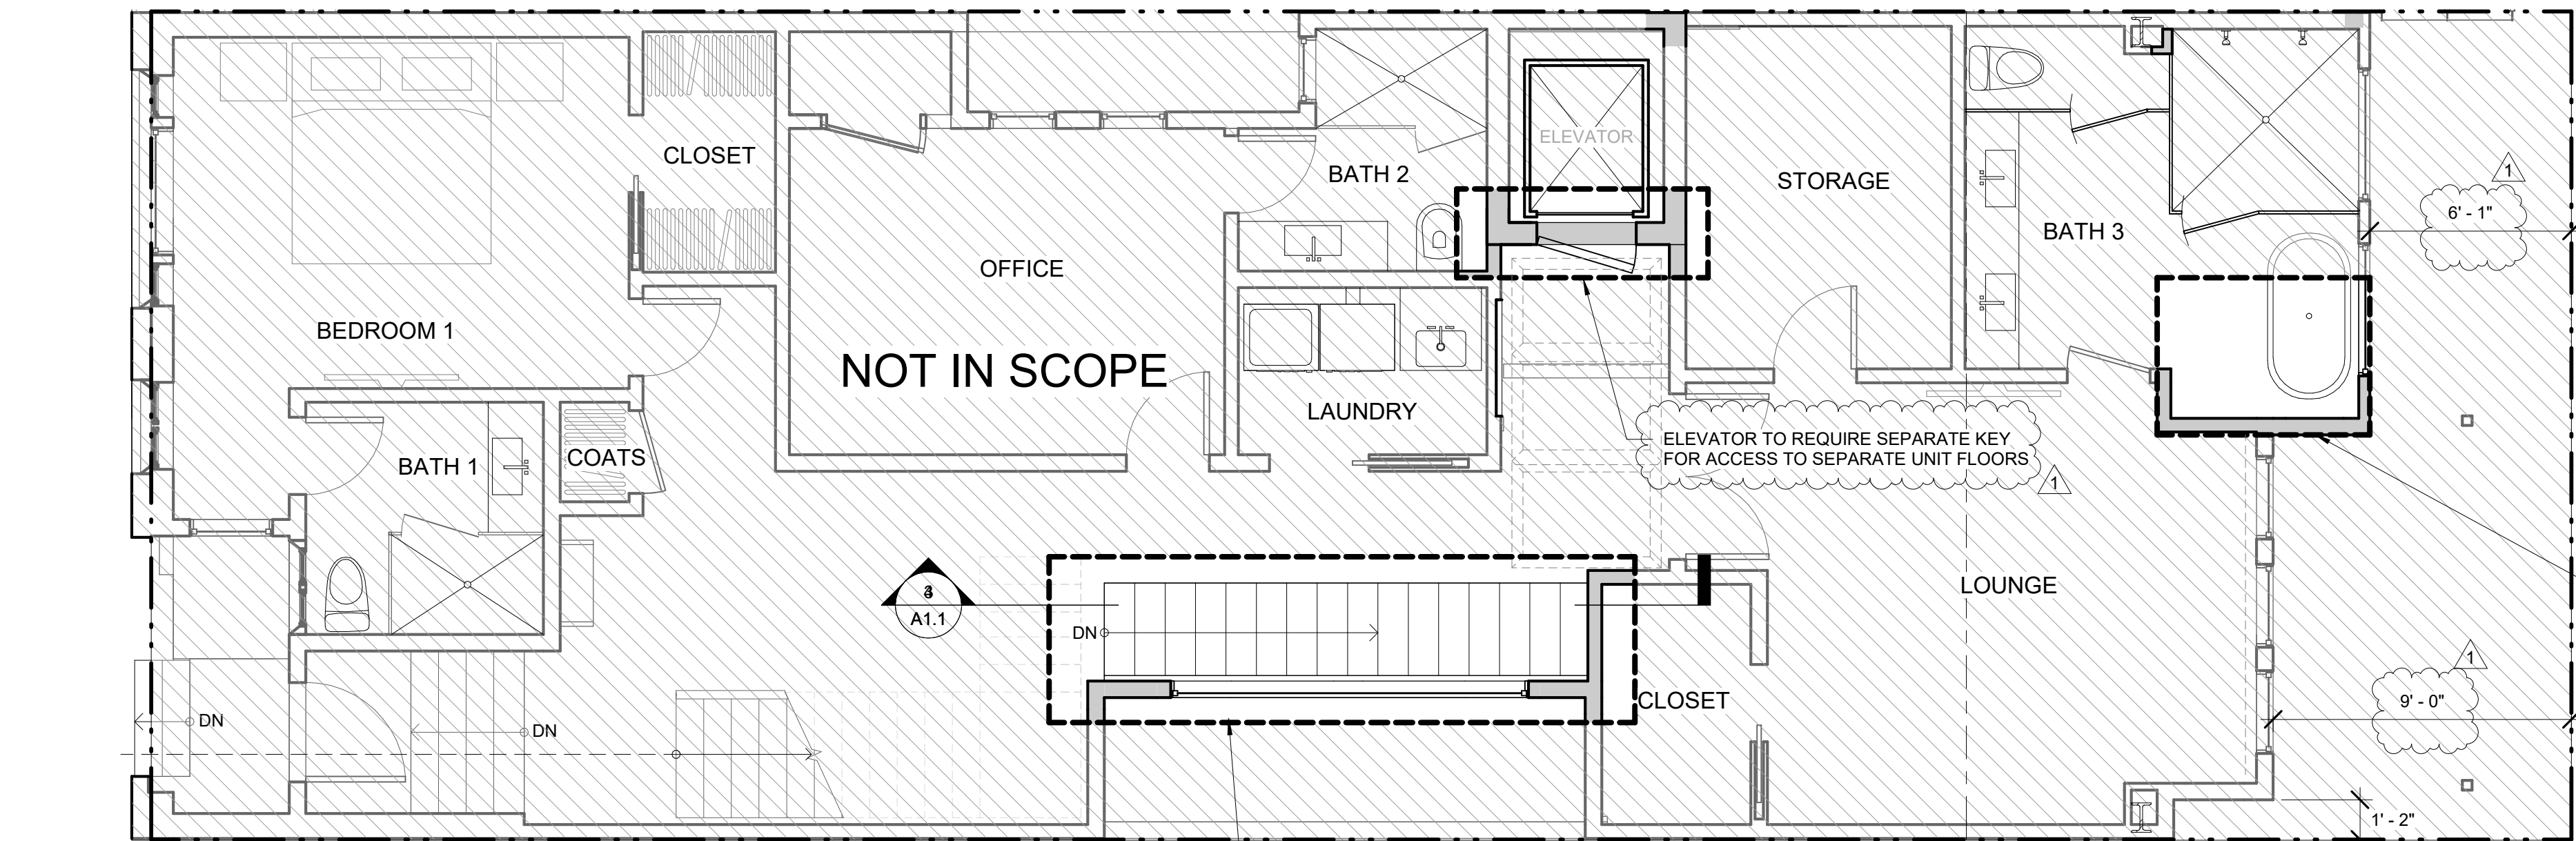 CLOSET
ELEVATOR
BATH 2
STORAGE
1
6' - 1"
BATH 3
OFFICE
BEDROOM 1
NOT IN SCOPE
LAUNDRY
ELEVATOR TO REQUIRE SEPARATE KEY
FOR ACCESS TO SEPARATE UNIT FLOORS
1
BATH 1
COATS
A1.1
LOUNGE
DN
1
CLOSET
9' - 0"
DN
DN
1' - 2"